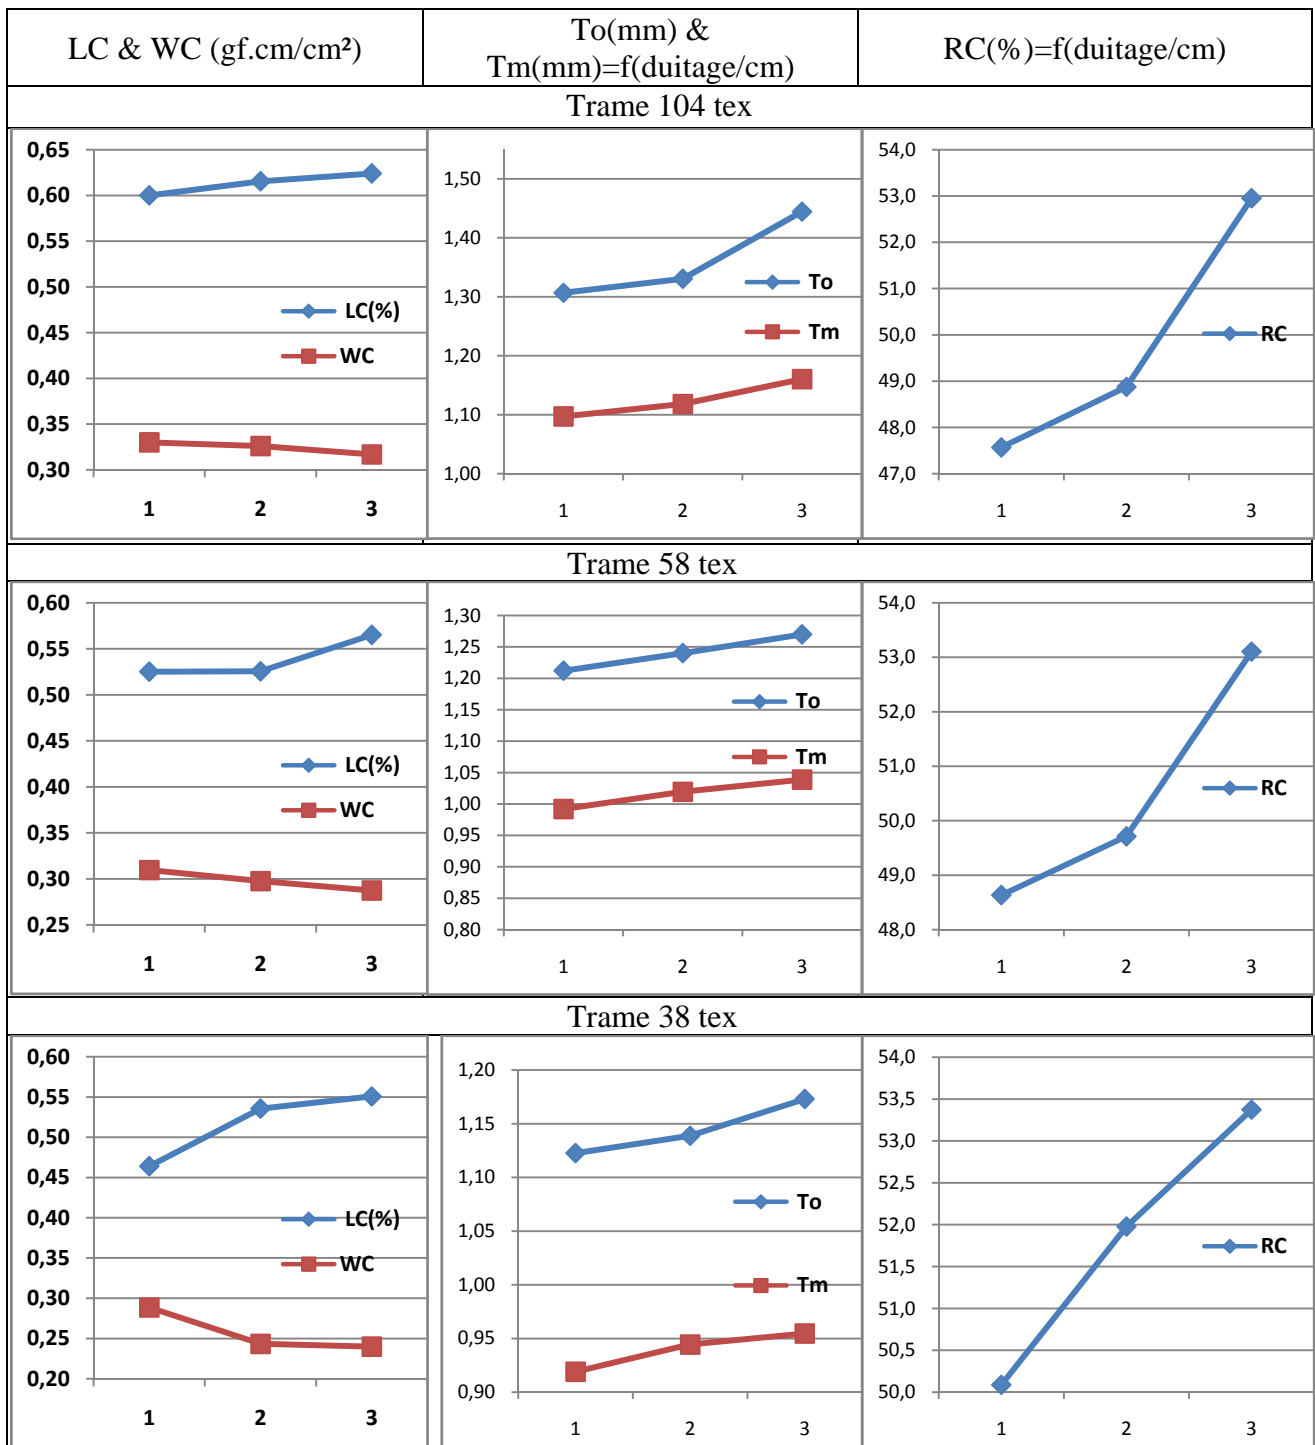 LC & WC (gf.cm/cm²)
To(mm) &
Tm(mm)=f(duitage/cm)
RC(%)=f(duitage/cm)
Trame 104 tex
0,65
0,60
0,55
0,50
0,45
0,40
0,35
0,30
1 2 3
LC(%)
WC
1,50
1,40
1,30
1,20
1,10
1,00
1 2 3
To
Tm
54,0
53,0
52,0
51,0
50,0
49,0
48,0
47,0
1 2 3
RC
Trame 58 tex
0,60
0,55
0,50
0,45
0,40
0,35
0,30
0,25
1 2 3
LC(%)
WC
1,30
1,25
1,20
1,15
1,10
1,05
1,00
0,95
0,90
0,85
0,80
1 2 3
To
Tm
54,0
53,0
52,0
51,0
50,0
49,0
48,0
1 2 3
RC
Trame 38 tex
0,60
0,55
0,50
0,45
0,40
0,35
0,30
0,25
0,20
1 2 3
LC(%)
WC
1,20
1,15
1,10
1,05
1,00
0,95
0,90
1 2 3
To
Tm
54,0
53,5
53,0
52,5
52,0
51,5
51,0
50,5
50,0
1 2 3
RC